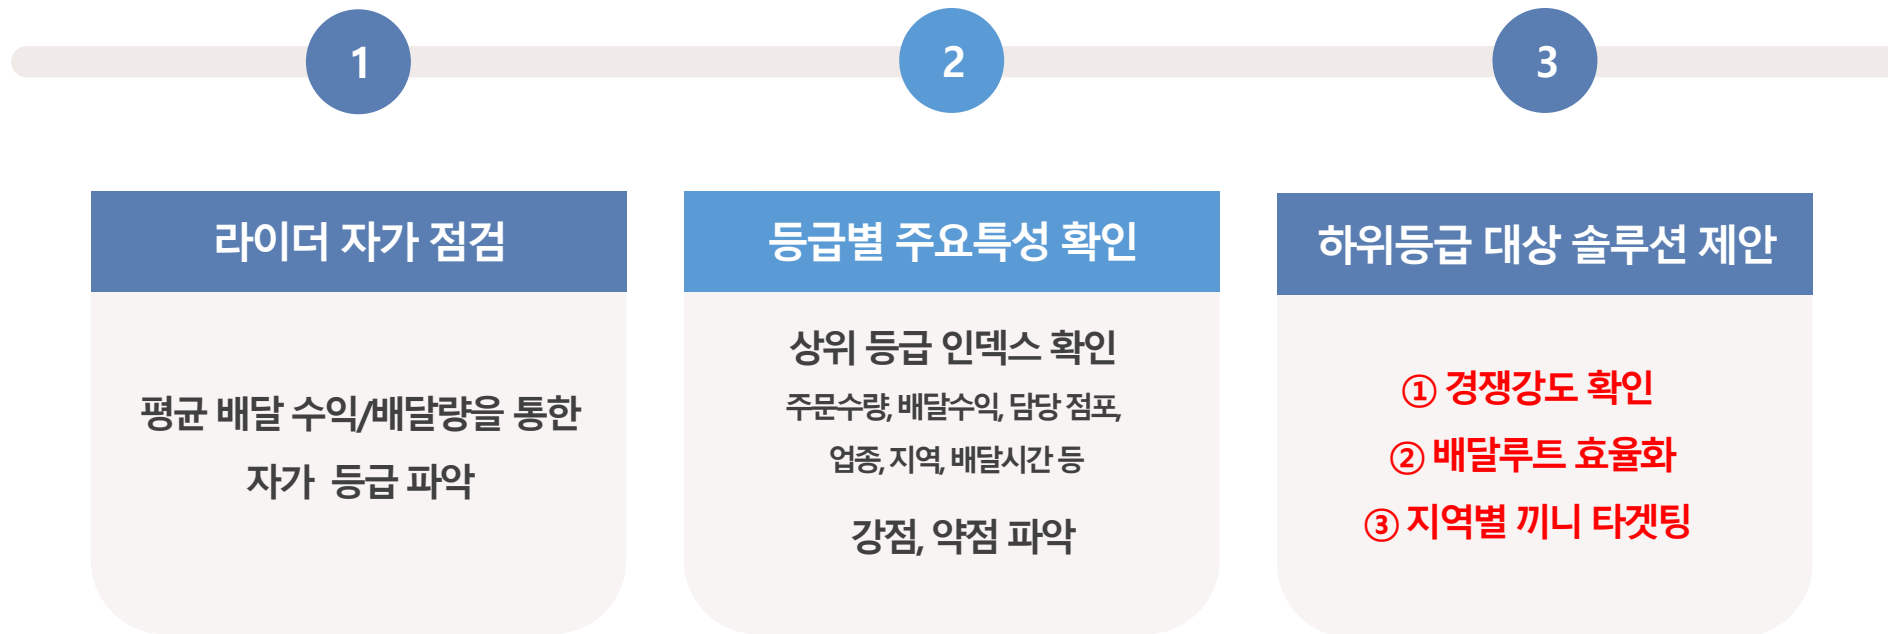 1
2
3
라이더 자가 점검
평균 배달 수익/배달량을 통한
자가 등급 파악
등급별 주요특성 확인
상위 등급 인덱스 확인
주문수량, 배달수익, 담당 점포,
업종, 지역, 배달시간 등
강점, 약점 파악
하위등급 대상 솔루션 제안
① 경쟁강도 확인
② 배달루트 효율화
③ 지역별 끼니 타겟팅